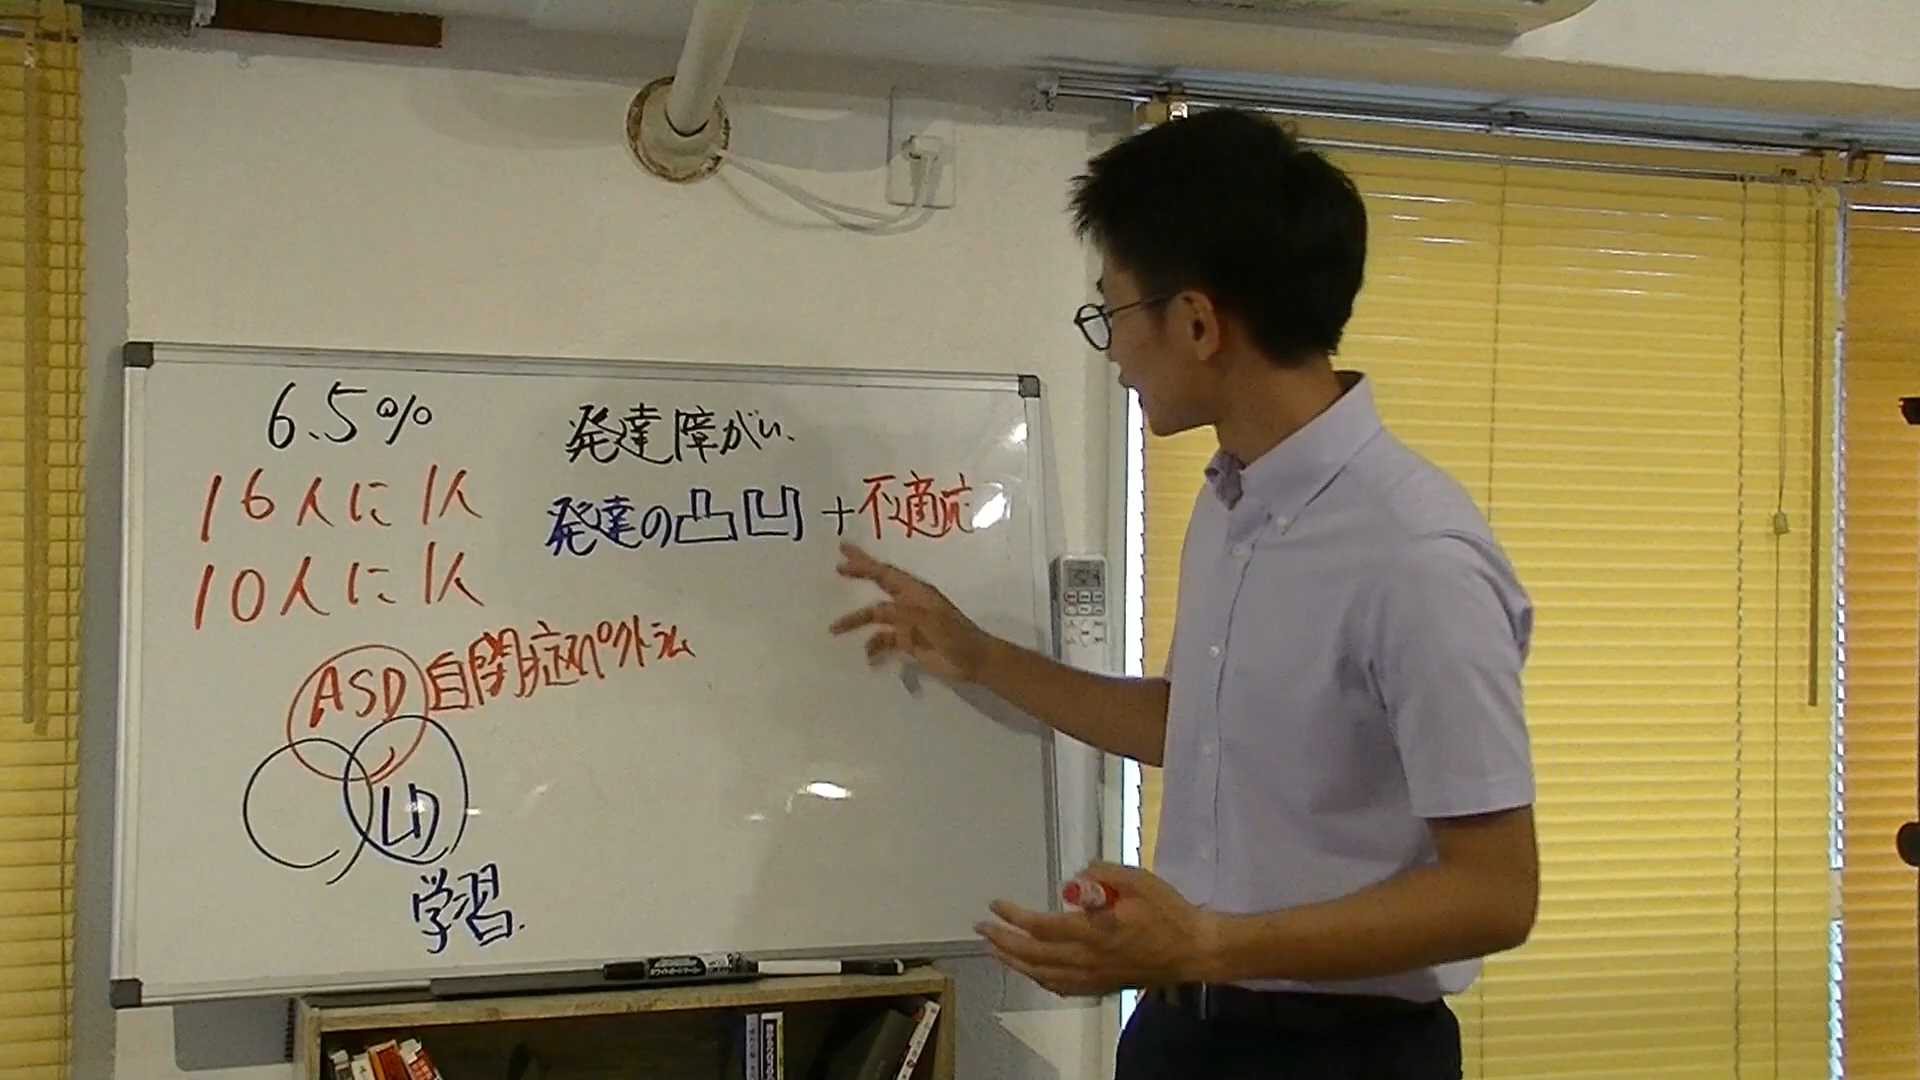 6.5%
16人に1人
10人に1人
発達障がい
発達の凸凹+不適応
ASD 自閉症スペクトラム
LD
学習